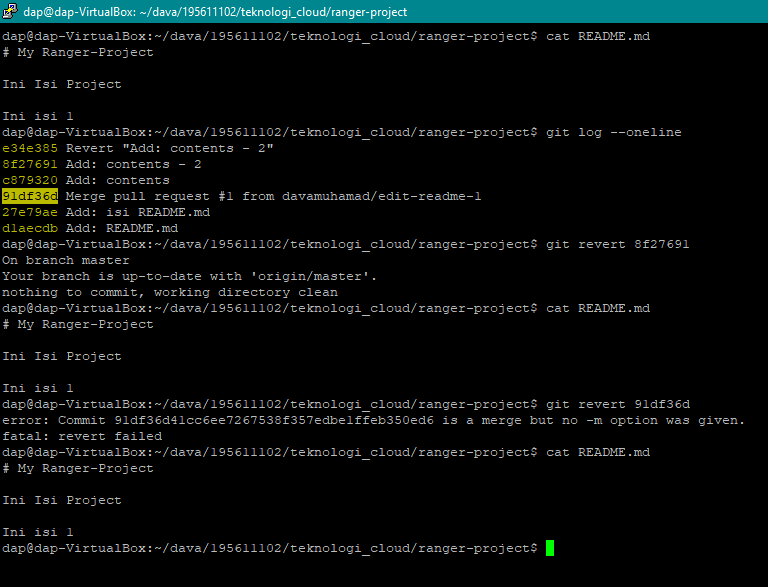 dap@dap-VirtualBox: ~/dava/195611102/teknologi_cloud/ranger-project
dap@dap-VirtualBox:~/dava/195611102/teknologi_cloud/ranger-project$ cat README.md
# My Ranger-Project
Ini Isi Project
Ini isi 1
dap@dap-VirtualBox:~/dava/195611102/teknologi_cloud/ranger-project$ git log --oneline
e34e385 Revert "Add: contents - 2"
8f27691 Add: contents - 2
c879320 Add: contents
91df36d Merge pull request #1 from davamuhamad/edit-readme-1
27e79ae Add: isi README.md
d1aecdb Add: README.md
dap@dap-VirtualBox:~/dava/195611102/teknologi_cloud/ranger-project$ git revert 8f27691
On branch master
Your branch is up-to-date with 'origin/master'.
nothing to commit, working directory clean
dap@dap-VirtualBox:~/dava/195611102/teknologi_cloud/ranger-project$ cat README.md
# My Ranger-Project
Ini Isi Project
Ini isi 1
dap@dap-VirtualBox:~/dava/195611102/teknologi_cloud/ranger-project$ git revert 91df36d
error: Commit 91df36d41cc6ee7267538f357edbe1ffeb350ed6 is a merge but no -m option was given.
fatal: revert failed
dap@dap-VirtualBox:~/dava/195611102/teknologi_cloud/ranger-project$ cat README.md
# My Ranger-Project
Ini Isi Project
Ini isi 1
dap@dap-VirtualBox:~/dava/195611102/teknologi_cloud/ranger-project$